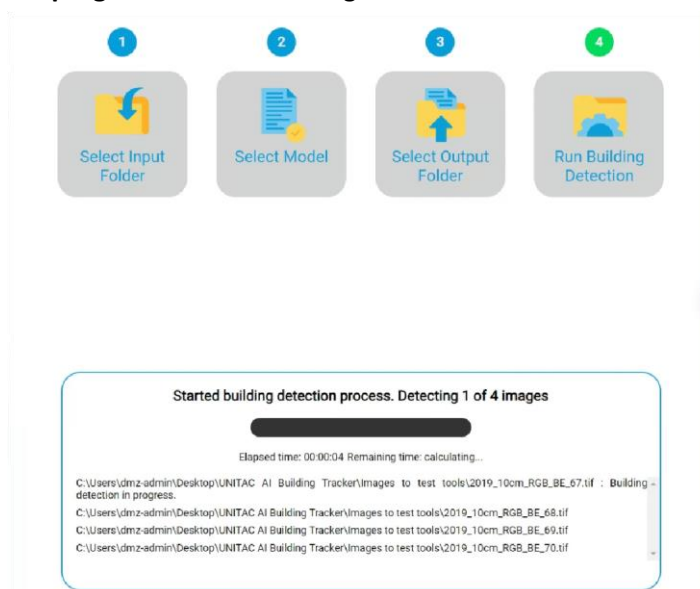 1
2
3
4
Select Input
Folder
Select Model
Select Output
Folder
Run Building
Detection
Started building detection process. Detecting 1 of 4 images
Elapsed time: 00:00:04 Remaining time: calculating...
C:\Users\dmz-admin\Desktop\UNITAC AI Building Tracker\Images to test tools\2019_10cm_RGB_BE_67.tif : Building
detection in progress.
C:\Users\dmz-admin\Desktop\UNITAC AI Building Tracker\Images to test tools\2019_10cm_RGB_BE_68.tif
C:\Users\dmz-admin\Desktop\UNITAC AI Building Tracker\Images to test tools\2019_10cm_RGB_BE_69.tif
C:\Users\dmz-admin\Desktop\UNITAC AI Building Tracker\Images to test tools\2019_10cm_RGB_BE_70.tif